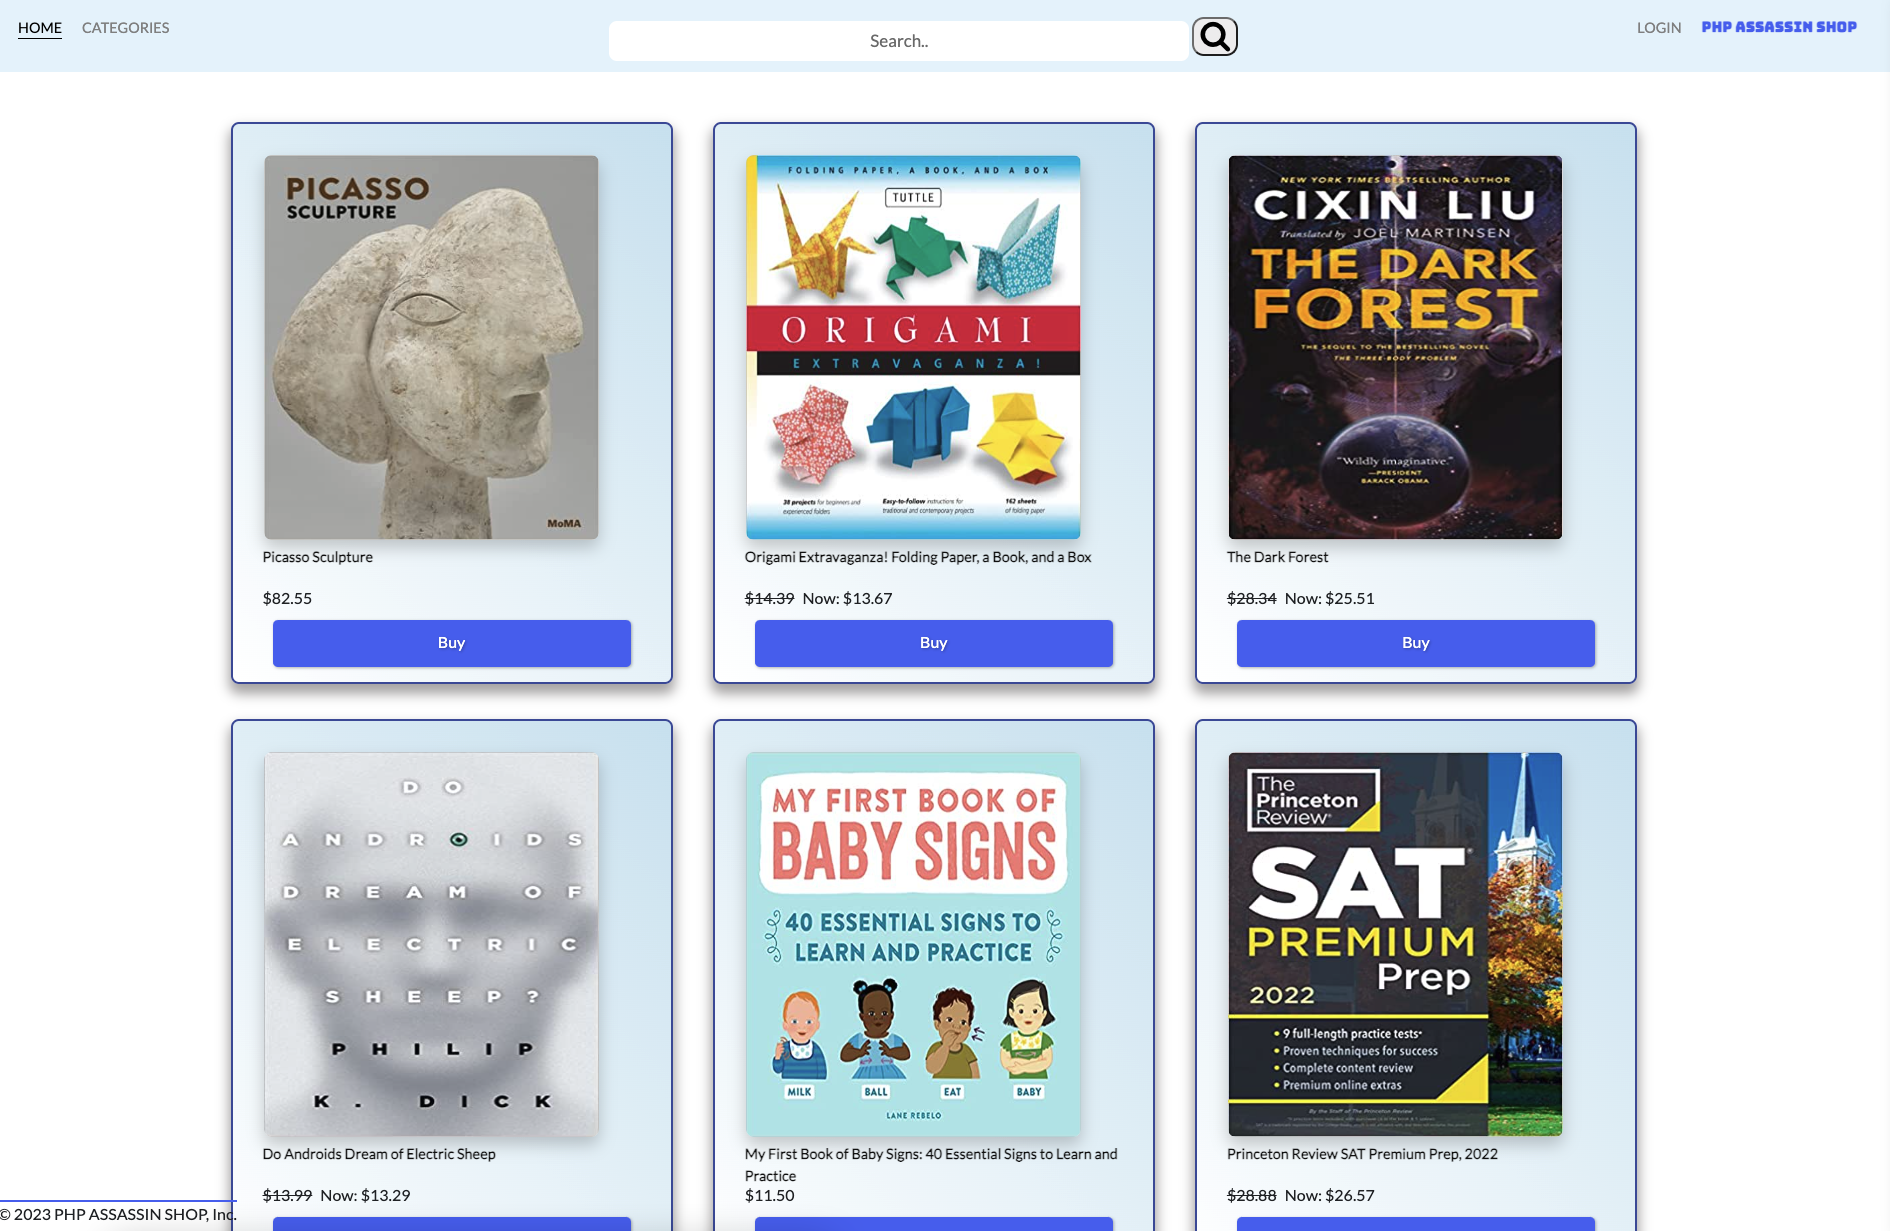 HOME CATEGORIES Search.. LOGIN PHP ASSASSIN SHOP
PICASSO
SCULPTURE
MoMA
Picasso Sculpture
$82.55
Buy
FOLDING PAPER, A BOOK, AND A BOX
TUTTLE
ORIGAMI
EXTRAVAGANZA!
38 projects for beginners and
experienced folders
Easy-to-follow instructions for
traditional and contemporary projects
162 sheets
of folding paper
Origami Extravaganza! Folding Paper, a Book, and a Box
$14.39 Now: $13.67
Buy
NEW YORK TIMES BESTSELLING AUTHOR
CIXIN LIU
Translated by JOEL MARTINSEN
THE DARK
FOREST
THE SEQUEL TO THE BESTSELLING NOVEL
THE THREE-BODY PROBLEM
"Wildly imaginative."
—PRESIDENT
BARACK OBAMA
The Dark Forest
$28.34 Now: $25.51
Buy
DO
ANDROIDS
DREAM OF
ELECTRIC
SHEEP?
PHILIP
K. DICK
Do Androids Dream of Electric Sheep
$13.99 Now: $13.29
MY FIRST BOOK OF
BABY SIGNS
40 ESSENTIAL SIGNS TO
LEARN AND PRACTICE
MILK BALL EAT BABY
LANE REBELO
My First Book of Baby Signs: 40 Essential Signs to Learn and
Practice
$11.50
The
Princeton
Review®
SAT®
PREMIUM
Prep
2022
• 9 full-length practice tests*
• Proven techniques for success
• Complete content review
• Premium online extras
By the Staff of The Princeton Review
Princeton Review SAT Premium Prep, 2022
$28.88 Now: $26.57
© 2023 PHP ASSASSIN SHOP, Inc.